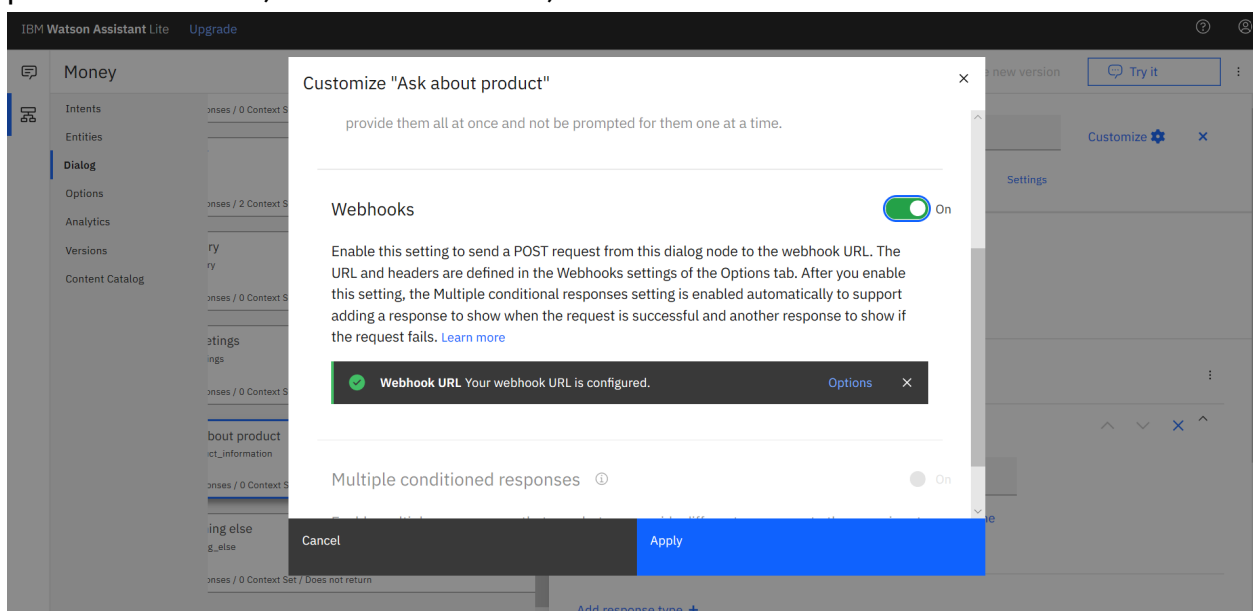 IBM Watson Assistant Lite Upgrade
Money
new version
Try it
Intents
Entities
Dialog
Options
Analytics
Versions
Content Catalog
onses / 0 Context S
onses / 2 Context S
ry
ry
onses / 0 Context S
etings
ings
onses / 0 Context S
bout product
ct_information
onses / 0 Context S
ing else
g_else
onses / 0 Context Set / Does not return
Customize "Ask about product"
provide them all at once and not be prompted for them one at a time.
Webhooks
On
Enable this setting to send a POST request from this dialog node to the webhook URL. The
URL and headers are defined in the Webhooks settings of the Options tab. After you enable
this setting, the Multiple conditional responses setting is enabled automatically to support
adding a response to show when the request is successful and another response to show if
the request fails. Learn more
Webhook URL Your webhook URL is configured.
Options
Multiple conditioned responses
On
Cancel
Apply
Customize
Settings
Add response type +